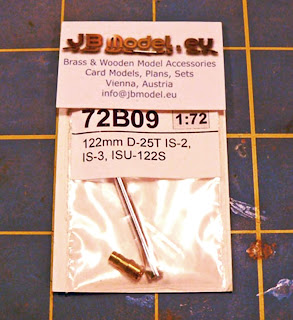 JB Model.eu
Brass & Wooden Model Accessories
Card Models, Plans, Sets
Vienna, Austria
info@jbmodel.eu
72B09 1:72
122mm D-25T IS-2,
IS-3, ISU-122S